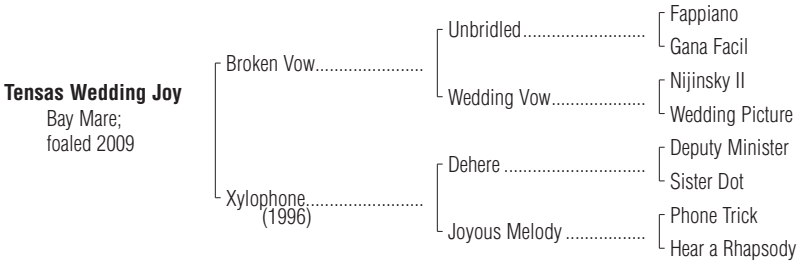 Tensas Wedding Joy
Bay Mare;
foaled 2009
Broken Vow......................
Xylophone........................
(1996)
Unbridled.........................
Wedding Vow...................
Dehere .............................
Joyous Melody ................
Fappiano
Gana Facil
Nijinsky II
Wedding Picture
Deputy Minister
Sister Dot
Phone Trick
Hear a Rhapsody